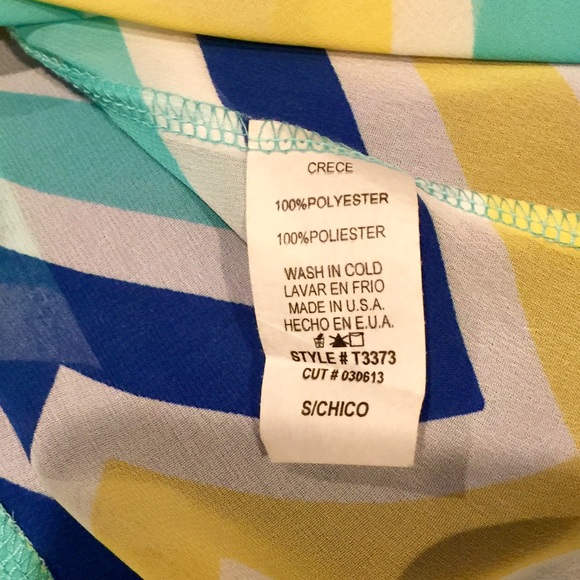 CRECE
100%POLYESTER
100%POLIESTER
WASH IN COLD
LAVAR EN FRIO
MADE IN U.S.A.
HECHO EN E.U.A.
STYLE # T3373
CUT # 030613
S/CHICO